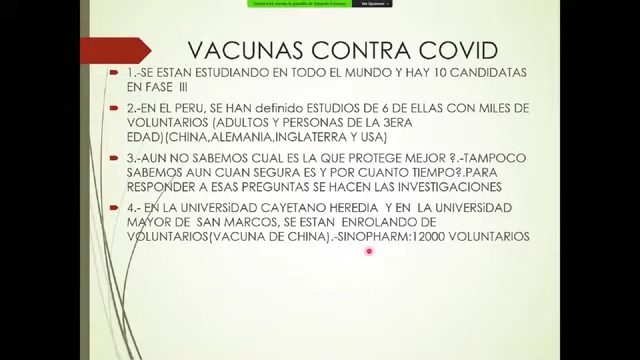 Ver Opciones
VACUNAS CONTRA COVID
1.-SE ESTAN ESTUDIANDO EN TODO EL MUNDO Y HAY 10 CANDIDATAS
EN FASE III
2.-EN EL PERU, SE HAN definido ESTUDIOS DE 6 DE ELLAS CON MILES DE
VOLUNTARIOS (ADULTOS Y PERSONAS DE LA 3ERA
EDAD)(CHINA,ALEMANIA,INGLATERRA Y USA)
3.-AUN NO SABEMOS CUAL ES LA QUE PROTEGE MEJOR ?.-TAMPOCO
SABEMOS AUN CUAN SEGURA ES Y POR CUANTO TIEMPO?.PARA
RESPONDER A ESAS PREGUNTAS SE HACEN LAS INVESTIGACIONES
4.- EN LA UNIVERSiDAD CAYETANO HEREDIA Y EN LA UNIVERSiDAD
MAYOR DE SAN MARCOS, SE ESTAN ENROLANDO DE
VOLUNTARIOS(VACUNA DE CHINA).-SINOPHARM:12000 VOLUNTARIOS